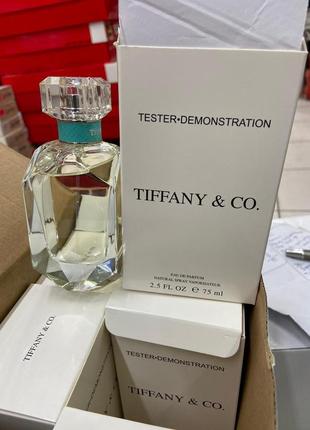 TESTER•DEMONSTRATION
TIFFANY & CO.
EAU DE PARFUM
NATURAL SPRAY VAPORISATEUR
2.5 FL OZ ℮ 75 ml
TIFFANY & CO.
TESTER•DEMONSTRATION
TIFFANY & CO.